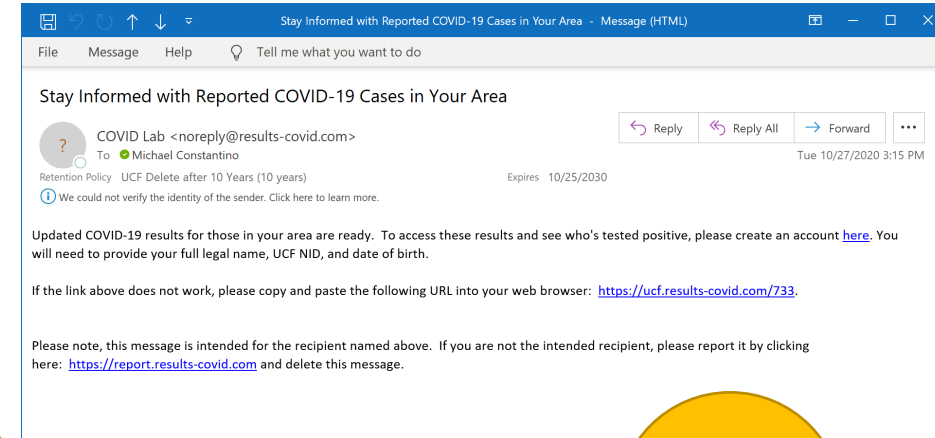 Stay Informed with Reported COVID-19 Cases in Your Area - Message (HTML)
File Message Help Tell me what you want to do
Stay Informed with Reported COVID-19 Cases in Your Area
Reply Reply All Forward
? COVID Lab <noreply@results-covid.com>
To Michael Constantino Tue 10/27/2020 3:15 PM
Retention Policy UCF Delete after 10 Years (10 years) Expires 10/25/2030
We could not verify the identity of the sender. Click here to learn more.
Updated COVID-19 results for those in your area are ready. To access these results and see who's tested positive, please create an account here. You
will need to provide your full legal name, UCF NID, and date of birth.
If the link above does not work, please copy and paste the following URL into your web browser: https://ucf.results-covid.com/733.
Please note, this message is intended for the recipient named above. If you are not the intended recipient, please report it by clicking
here: https://report.results-covid.com and delete this message.